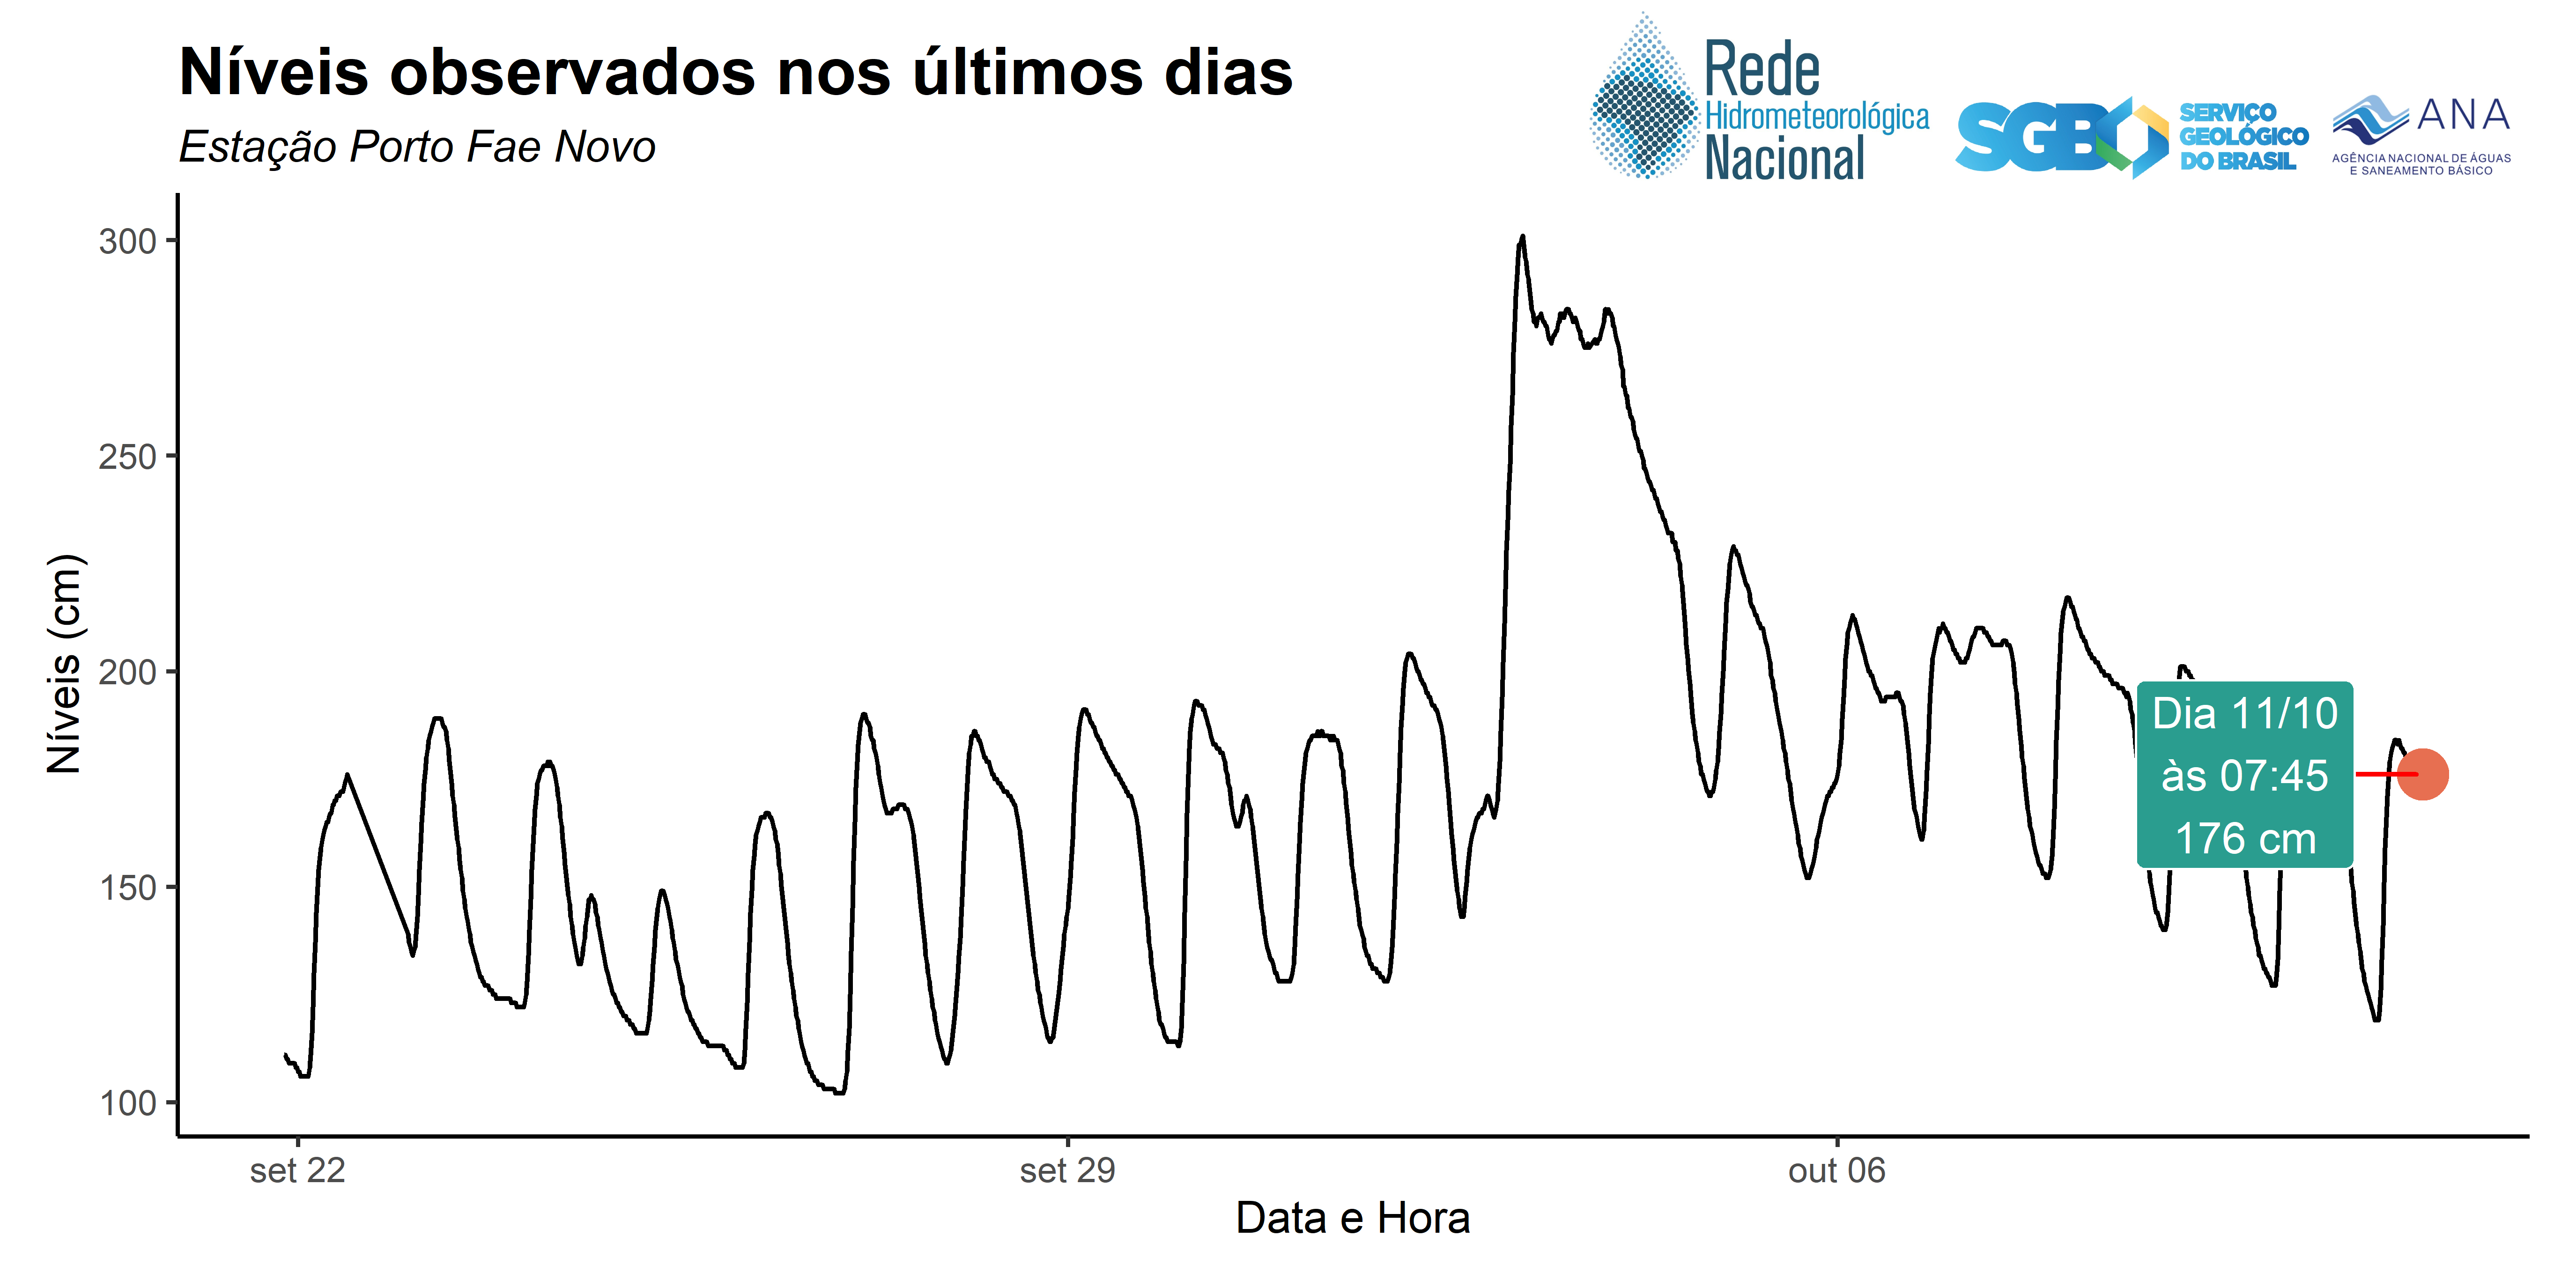 Níveis observados nos últimos dias
Estação Porto Fae Novo
Rede
Hidrometeorológica
Nacional
SGB
SERVIÇO
GEOLÓGICO
DO BRASIL
ANA
AGÊNCIA NACIONAL DE ÁGUAS
E SANEAMENTO BÁSICO
300
250
200
150
100
Níveis (cm)
Dia 11/10
às 07:45
176 cm
set 22
set 29
out 06
Data e Hora